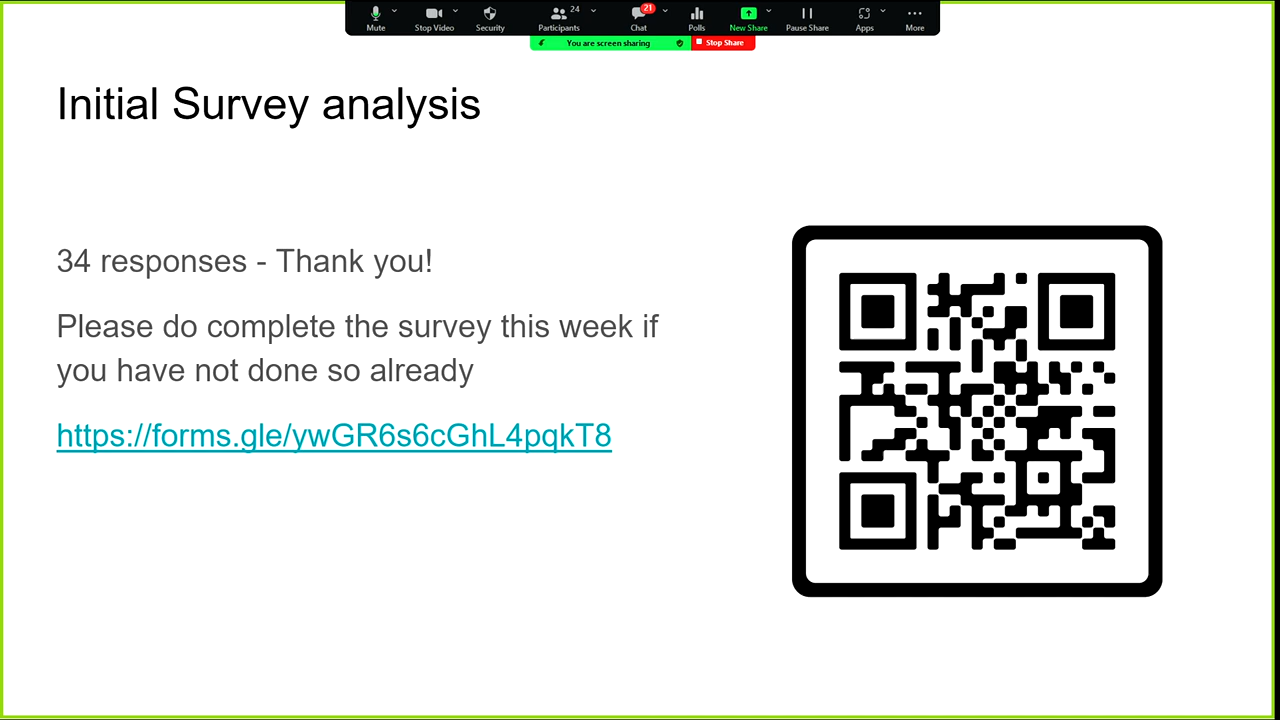 Mute
Stop Video
Security
24
Participants
21
Chat
Polls
New Share
Pause Share
Apps
More
You are screen sharing
Stop Share
Initial Survey analysis
34 responses - Thank you!
Please do complete the survey this week if
you have not done so already
https://forms.gle/ywGR6s6cGhL4pqkT8